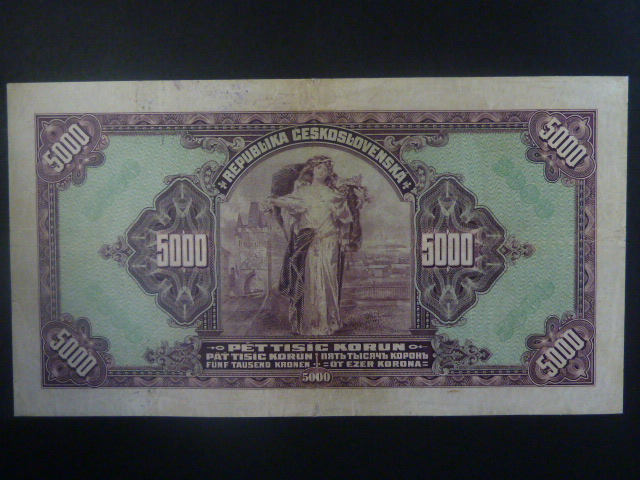 5000 5000
REPUBLIKA ČESKOSLOVENSKÁ
5000 5000
PĚT TISÍC KORUN
5000 5000
PÄŤ TISÍC KORÚN ПЯТЬ ТЫСЯЧЪ КОРОНЪ
FÜNF TAUSEND KRONEN ÖT EZER KORONA
5000